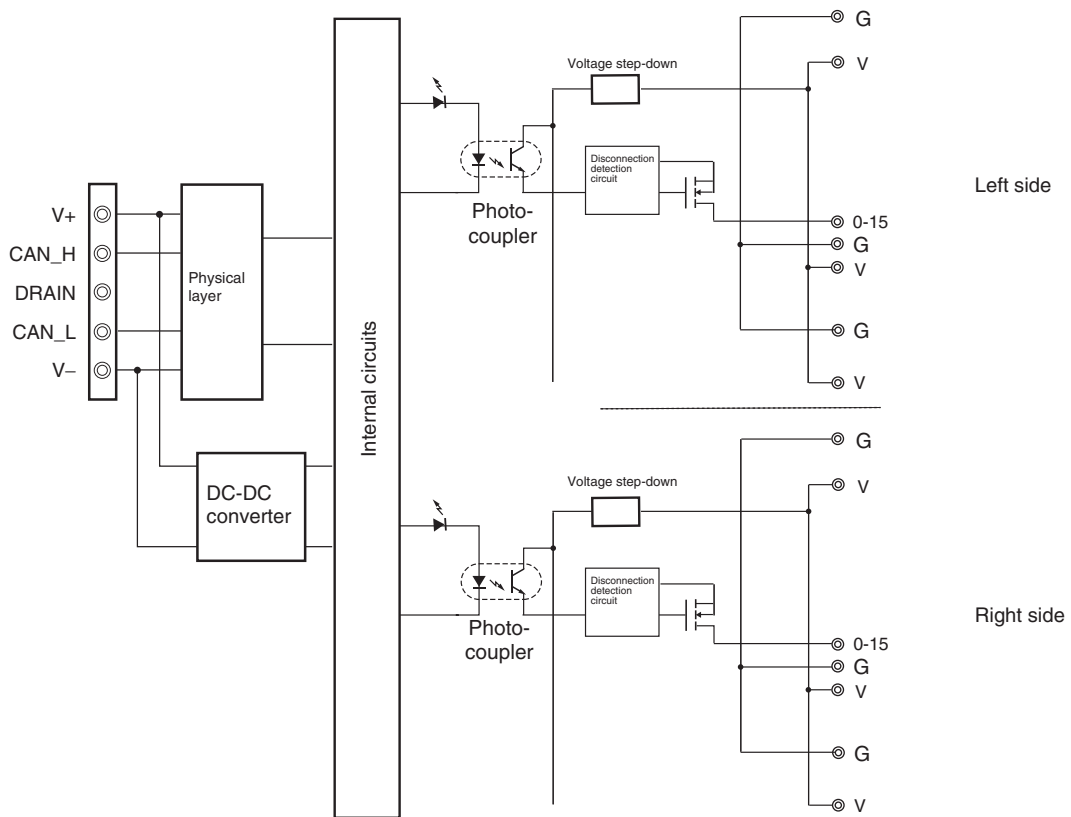 V+
CAN_H
DRAIN
CAN_L
V–
Physical
layer
DC-DC
converter
Internal circuits
Voltage step-down
Disconnection
detection
circuit
Photo-
coupler
G
V
0-15
G
V
G
V
Left side
Voltage step-down
Disconnection
detection
circuit
Photo-
coupler
G
V
0-15
G
V
G
V
Right side